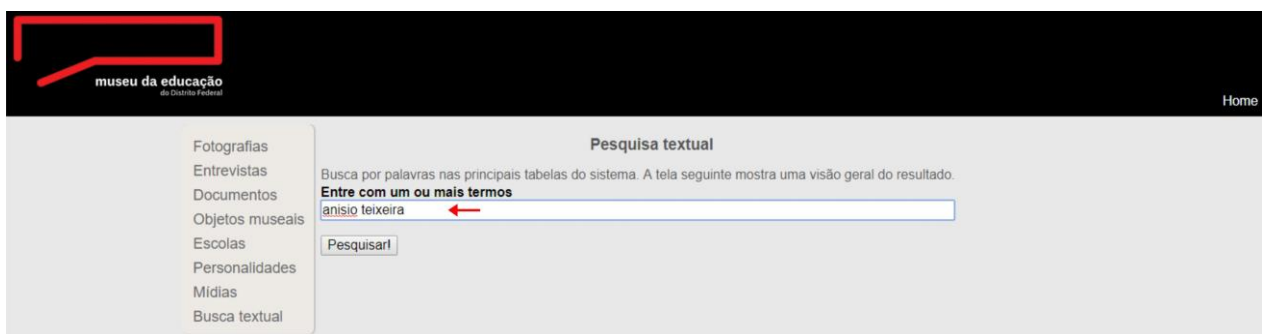 museu da educação
do Distrito Federal
Home
Fotografias
Entrevistas
Documentos
Objetos museais
Escolas
Personalidades
Mídias
Busca textual
Pesquisa textual
Busca por palavras nas principais tabelas do sistema. A tela seguinte mostra uma visão geral do resultado.
Entre com um ou mais termos
anisio teixeira
Pesquisar!